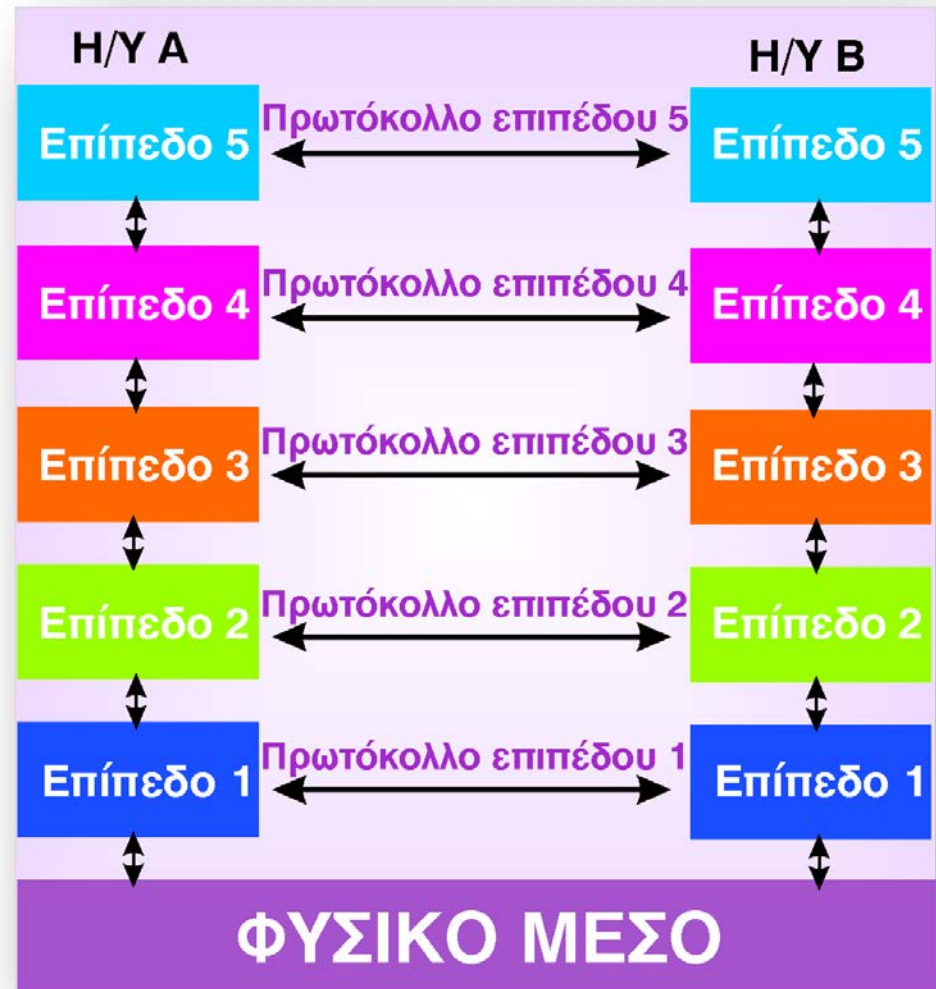 Η/Υ Α
Η/Υ Β
Επίπεδο 5
Πρωτόκολλο επιπέδου 5
Επίπεδο 5
Επίπεδο 4
Πρωτόκολλο επιπέδου 4
Επίπεδο 4
Επίπεδο 3
Πρωτόκολλο επιπέδου 3
Επίπεδο 3
Επίπεδο 2
Πρωτόκολλο επιπέδου 2
Επίπεδο 2
Επίπεδο 1
Πρωτόκολλο επιπέδου 1
Επίπεδο 1
ΦΥΣΙΚΟ ΜΕΣΟ